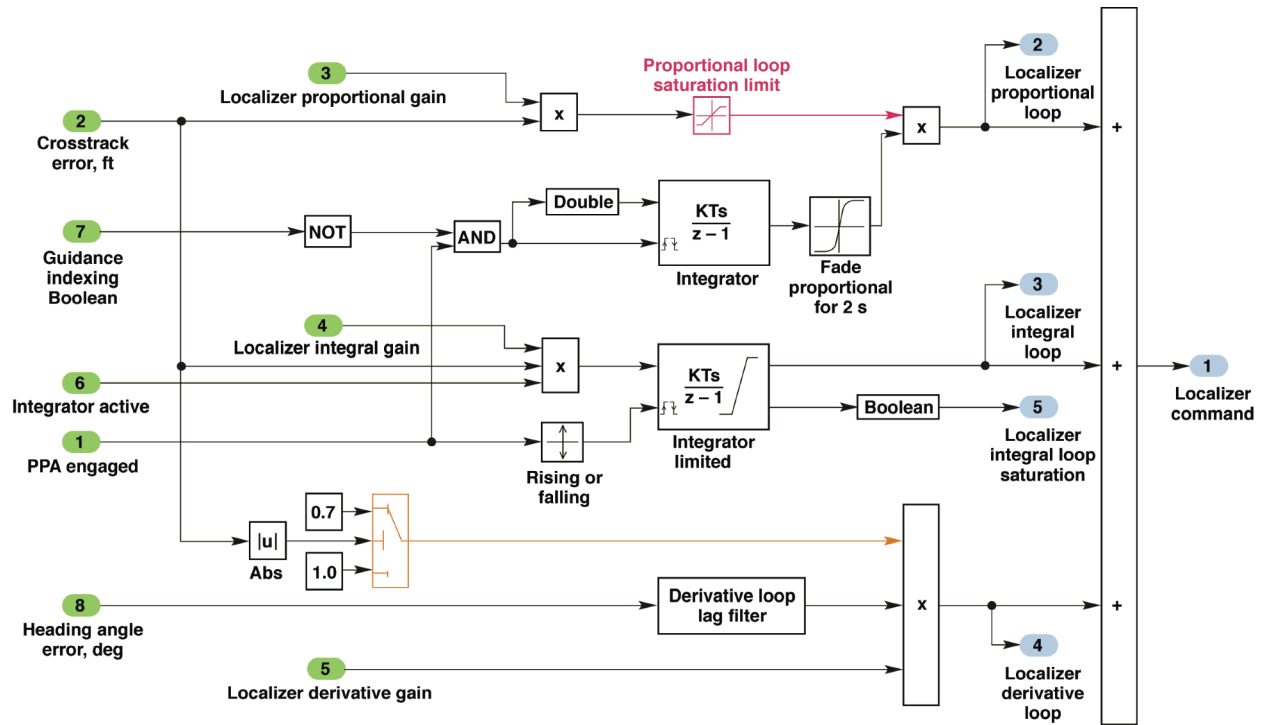 2
Localizer
proportional
loop
3
Localizer proportional gain
Proportional loop
saturation limit
2
Crosstrack
error, ft
x
x
+
7
Guidance
indexing
Boolean
NOT
AND
Double
KTs
z – 1
Integrator
Fade
proportional
for 2 s
4
Localizer integral gain
3
Localizer
integral
loop
6
Integrator active
x
KTs
z – 1
Integrator
limited
+
1
Localizer
command
Boolean
5
Localizer
integral loop
saturation
1
PPA engaged
Rising or
falling
0.7
|u|
Abs
1.0
8
Heading angle
error, deg
Derivative loop
lag filter
x
+
4
Localizer
derivative
loop
5
Localizer derivative gain